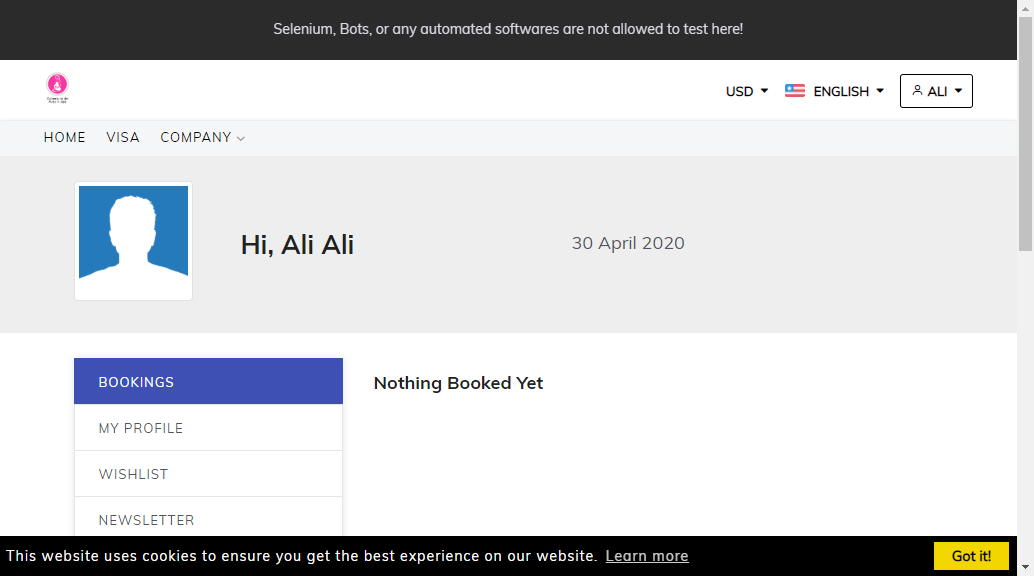 Selenium, Bots, or any automated softwares are not allowed to test here!
USD ENGLISH ALI
HOME VISA COMPANY
Hi, Ali Ali
30 April 2020
BOOKINGS
Nothing Booked Yet
MY PROFILE
WISHLIST
NEWSLETTER
This website uses cookies to ensure you get the best experience on our website. Learn more Got it!